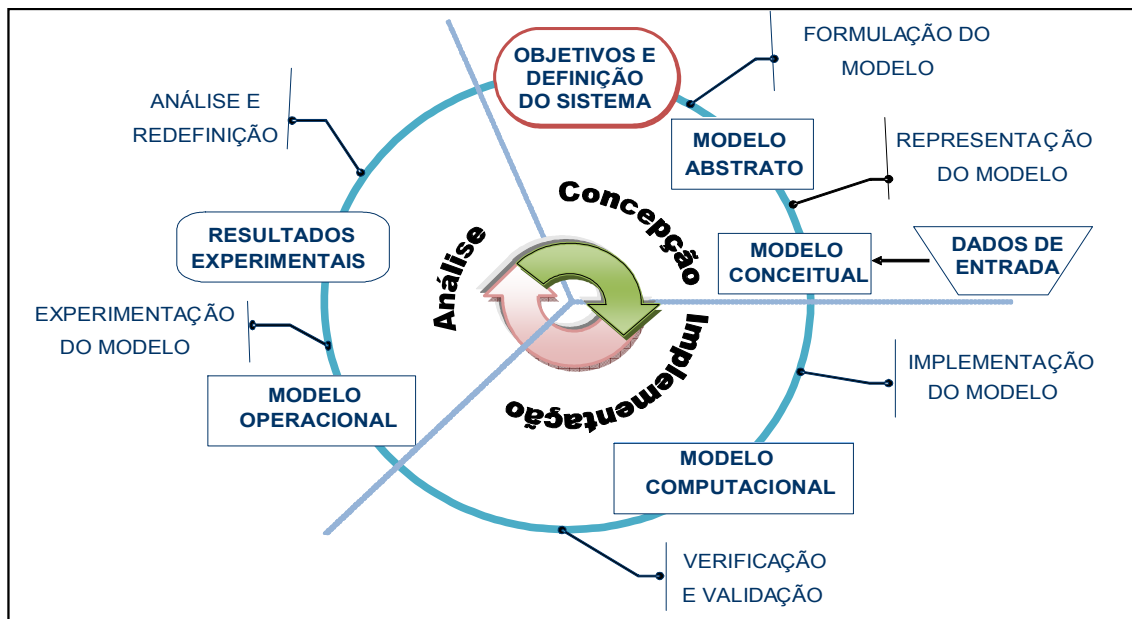 OBJETIVOS E
DEFINIÇÃO
DO SISTEMA
FORMULAÇÃO DO
MODELO
MODELO
ABSTRATO
REPRESENTAÇÃO
DO MODELO
MODELO
CONCEITUAL
DADOS DE
ENTRADA
IMPLEMENTAÇÃO
DO MODELO
MODELO
COMPUTACIONAL
VERIFICAÇÃO
E VALIDAÇÃO
MODELO
OPERACIONAL
EXPERIMENTAÇÃO
DO MODELO
RESULTADOS
EXPERIMENTAIS
ANÁLISE E
REDEFINIÇÃO
Concepção
Implementação
Análise